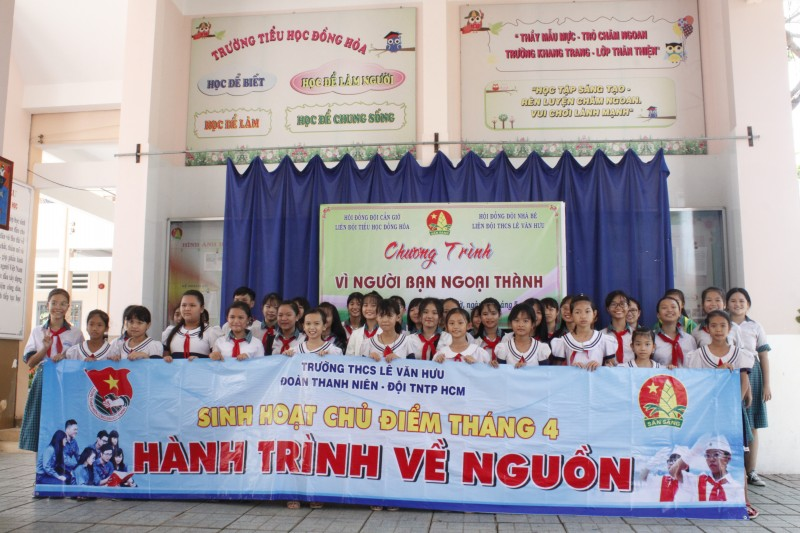 TRƯỜNG TIỂU HỌC ĐỒNG HÒA
HỌC ĐỂ BIẾT
HỌC ĐỂ LÀM NGƯỜI
HỌC ĐỂ LÀM
HỌC ĐỂ CHUNG SỐNG
" THẦY MẪU MỰC - TRÒ CHĂM NGOAN
TRƯỜNG KHANG TRANG - LỚP THÂN THIỆN"
"HỌC TẬP SÁNG TẠO -
RÈN LUYỆN CHĂM NGOAN.
VUI CHƠI LÀNH MẠNH"
HỘI ĐỒNG ĐỘI CẦN GIỜ
LIÊN ĐỘI TIỂU HỌC ĐỒNG HÒA
HỘI ĐỒNG ĐỘI NHÀ BÈ
LIÊN ĐỘI THCS LÊ VĂN HƯU
Chương Trình
VÌ NGƯỜI BẠN NGOẠI THÀNH
TRƯỜNG THCS LÊ VĂN HƯU
ĐOÀN THANH NIÊN - ĐỘI TNTP HCM
SINH HOẠT CHỦ ĐIỂM THÁNG 4
HÀNH TRÌNH VỀ NGUỒN
SẴN SÀNG